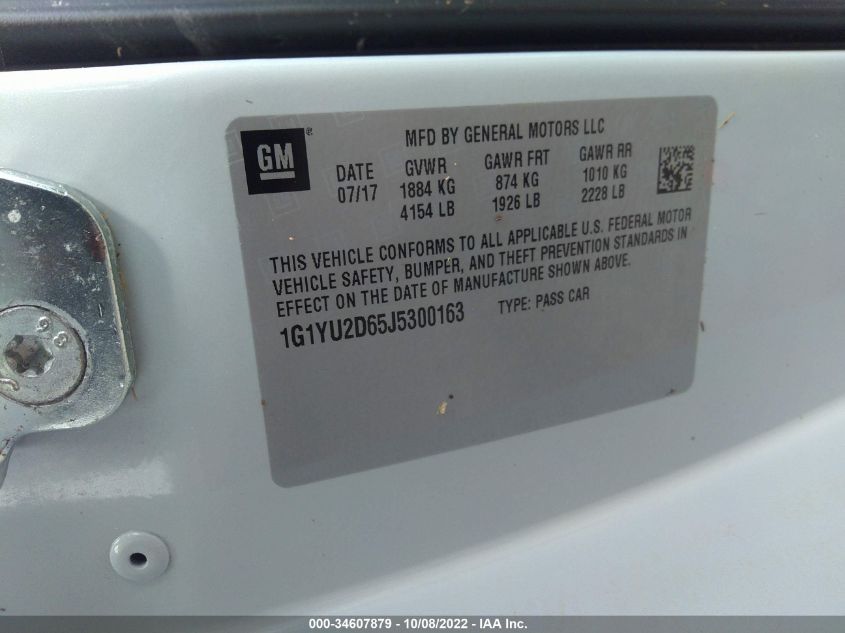 GM®
MFD BY GENERAL MOTORS LLC
DATE GVWR GAWR FRT GAWR RR
07/17 1884 KG 874 KG 1010 KG
4154 LB 1926 LB 2228 LB
THIS VEHICLE CONFORMS TO ALL APPLICABLE U.S. FEDERAL MOTOR
VEHICLE SAFETY, BUMPER, AND THEFT PREVENTION STANDARDS IN
EFFECT ON THE DATE OF MANUFACTURE SHOWN ABOVE.
1G1YU2D65J5300163 TYPE: PASS CAR
000-34607879 - 10/08/2022 - IAA Inc.